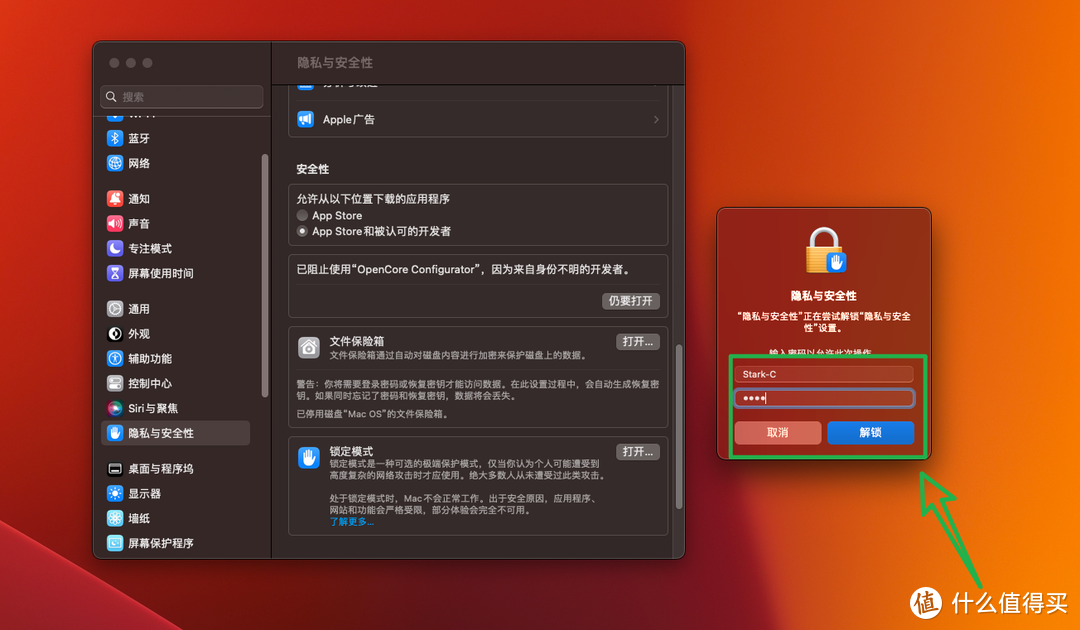 隐私与安全性
搜索
蓝牙
网络
通知
声音
专注模式
屏幕使用时间
通用
外观
辅助功能
控制中心
Siri与聚焦
隐私与安全性
桌面与程序坞
显示器
墙纸
屏幕保护程序
Apple广告
安全性
允许从以下位置下载的应用程序
App Store
App Store和被认可的开发者
已阻止使用“OpenCore Configurator”，因为来自身份不明的开发者。
仍要打开
文件保险箱
打开...
文件保险箱通过自动对磁盘内容进行加密来保护磁盘上的数据。
警告：你将需要登录密码或恢复密钥才能访问数据。在此设置过程中，会自动生成恢复密
钥。如果同时忘记了密码和恢复密钥，数据将会丢失。
已停用磁盘“Mac OS”的文件保险箱。
锁定模式
打开...
锁定模式是一种可选的极端保护模式，仅当你认为个人可能遭受到
高度复杂的网络攻击时才应使用。绝大多数人从未遭受过此类攻击。
处于锁定模式时，Mac不会正常工作。出于安全原因，应用程序、
网站和功能会严格受限，部分体验会完全不可用。
了解更多...
隐私与安全性
“隐私与安全性”正在尝试解锁“隐私与安全
性”设置。
输入密码以允许此次操作。
Stark-C
••••
取消
解锁
值 什么值得买